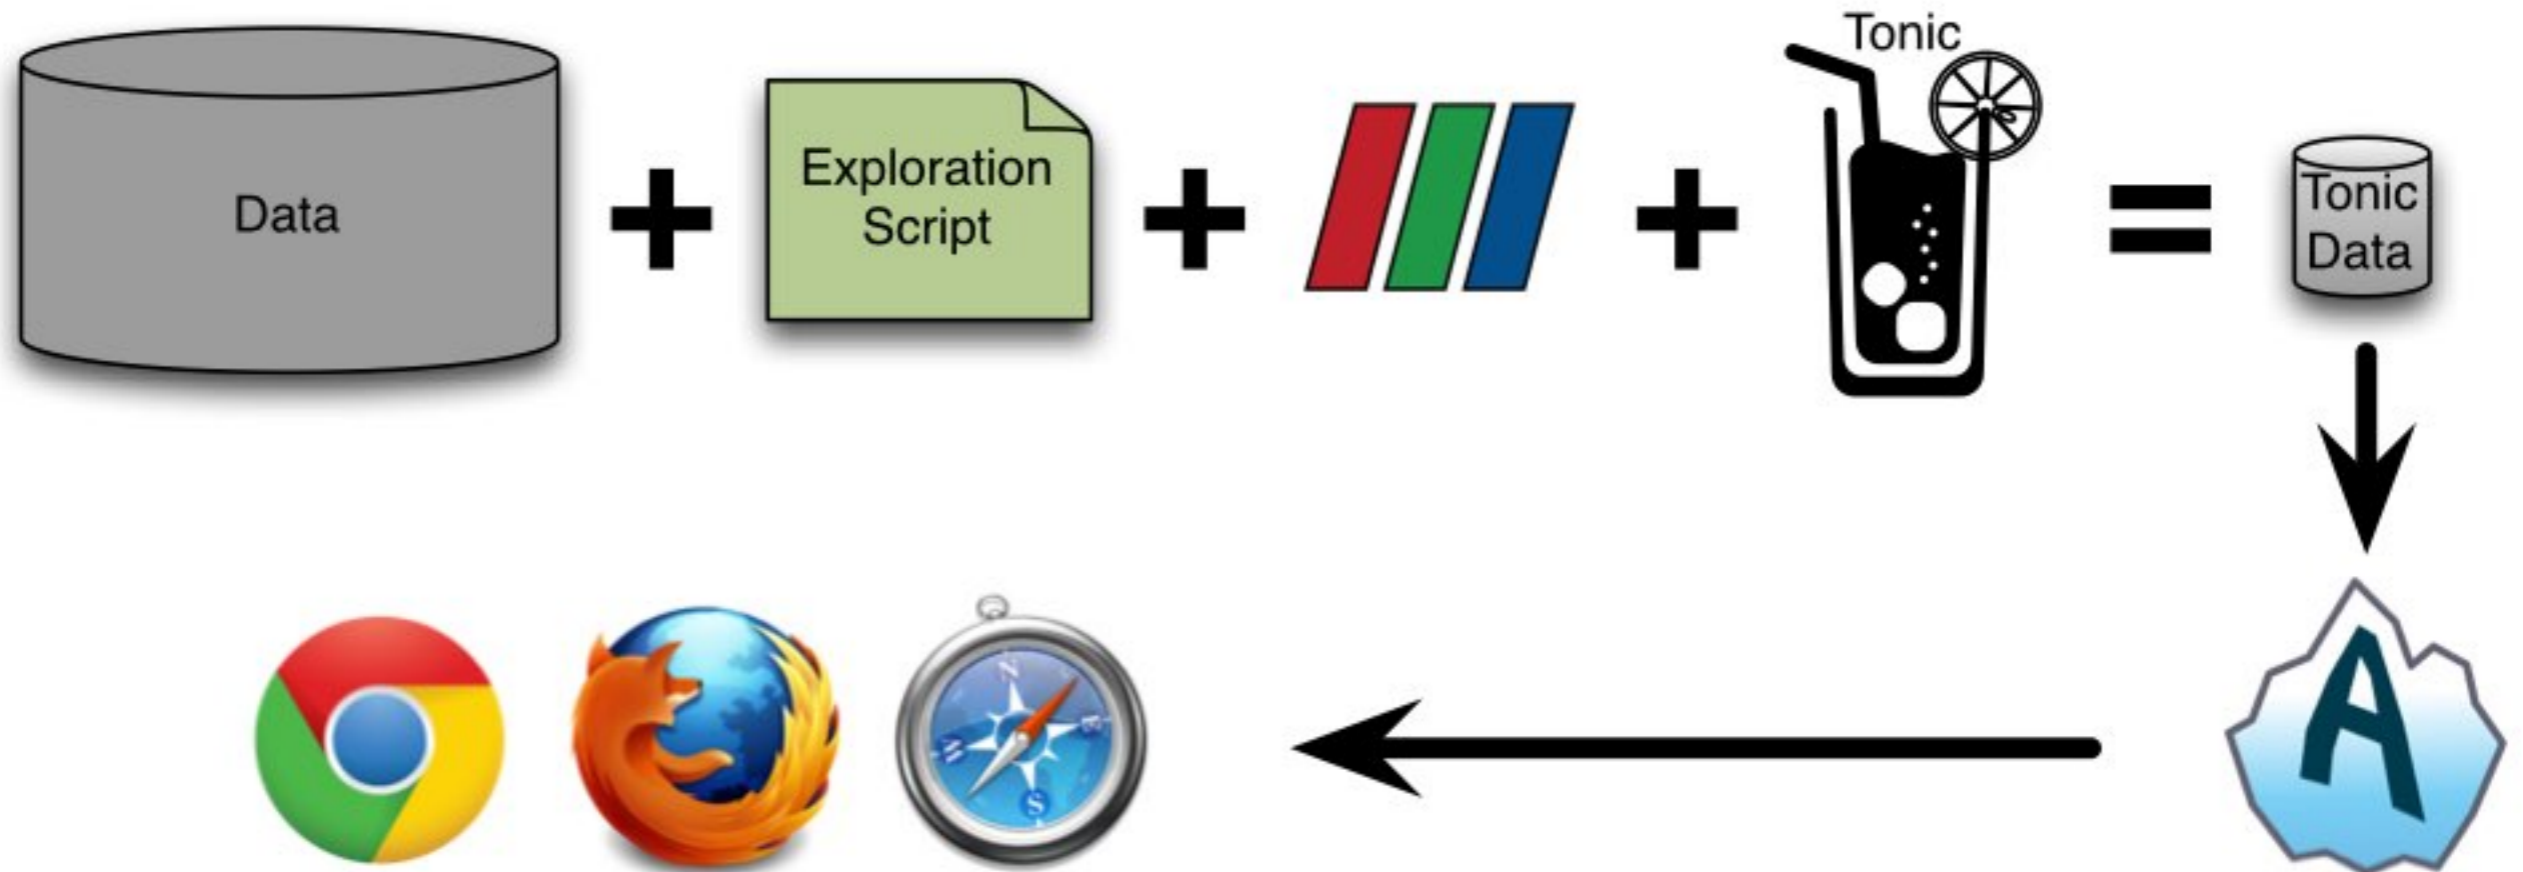 Tonic
Data
Exploration
Script
Tonic
Data
N
W
E
S
A